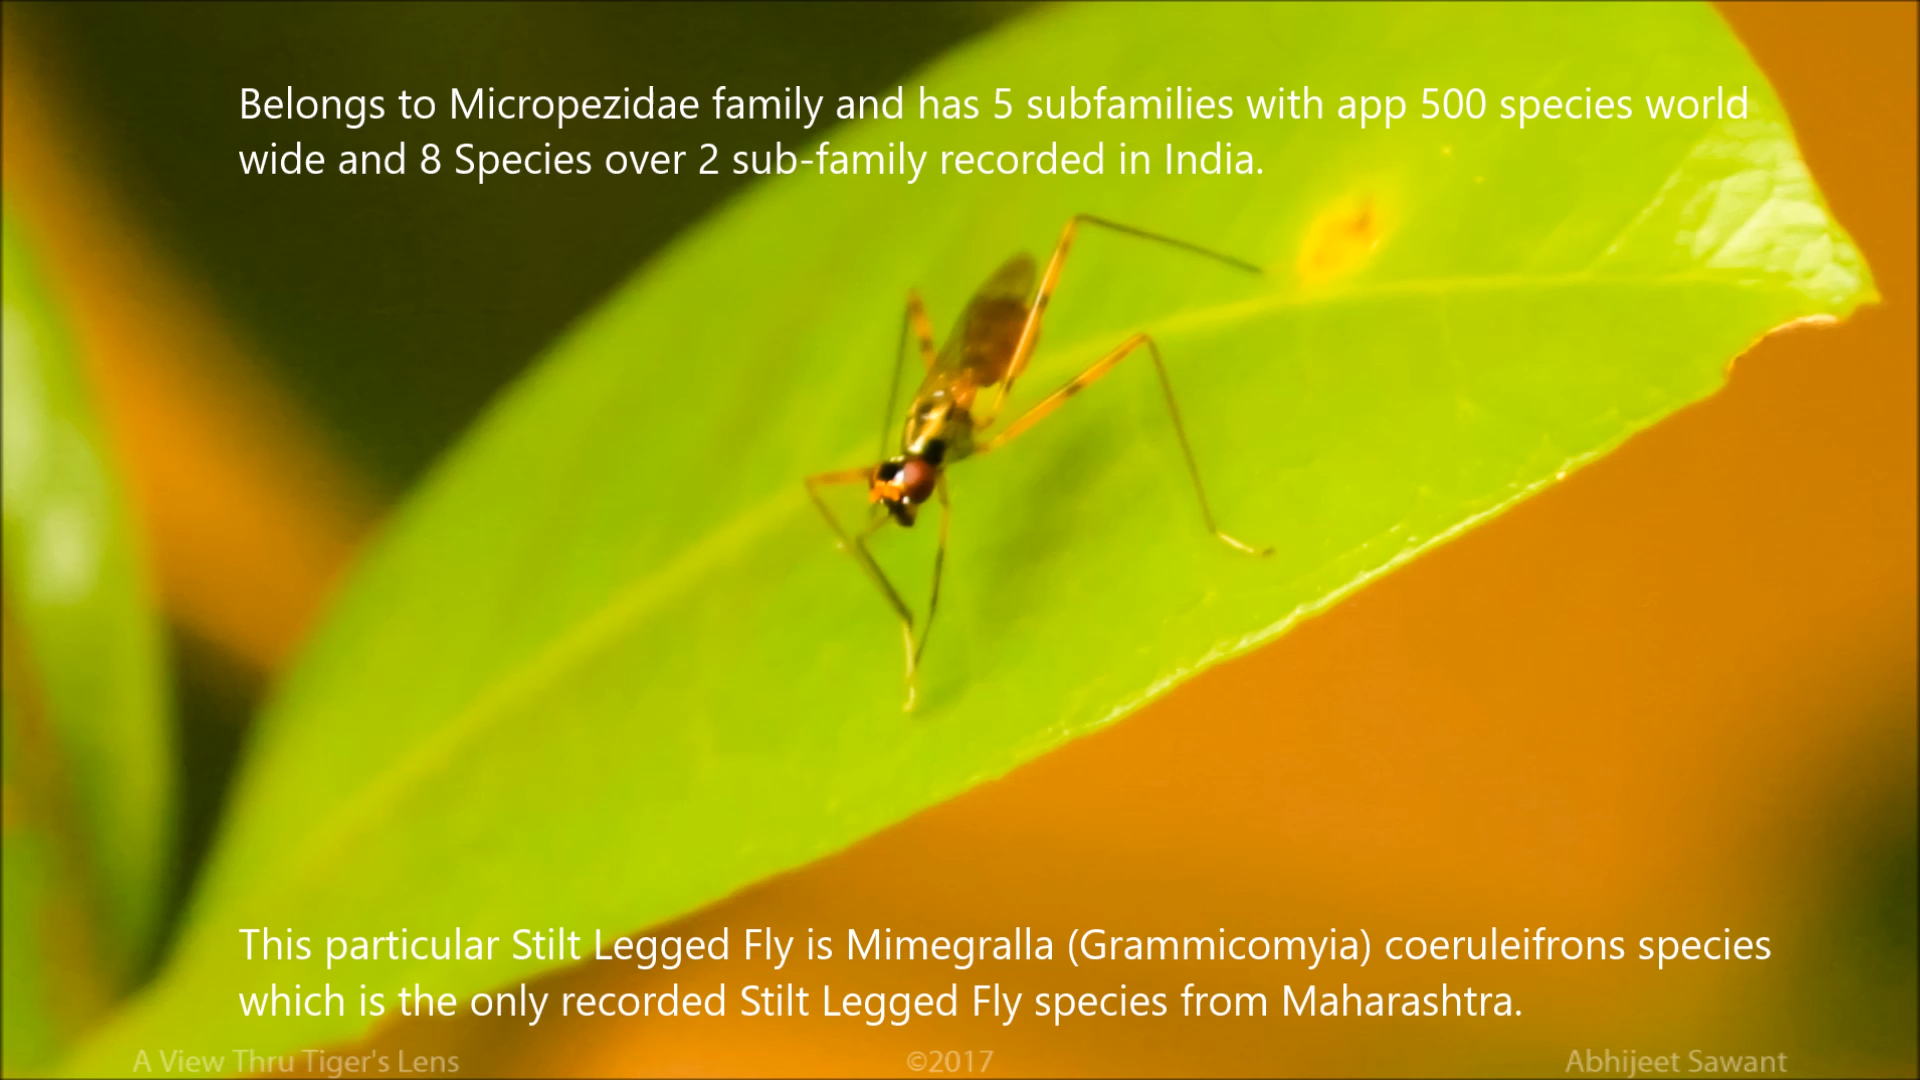 Belongs to Micropezidae family and has 5 subfamilies with app 500 species world
wide and 8 Species over 2 sub-family recorded in India.
This particular Stilt Legged Fly is Mimegralla (Grammicomyia) coeruleifrons species
which is the only recorded Stilt Legged Fly species from Maharashtra.
A View Thru Tiger's Lens ©2017 Abhijeet Sawant